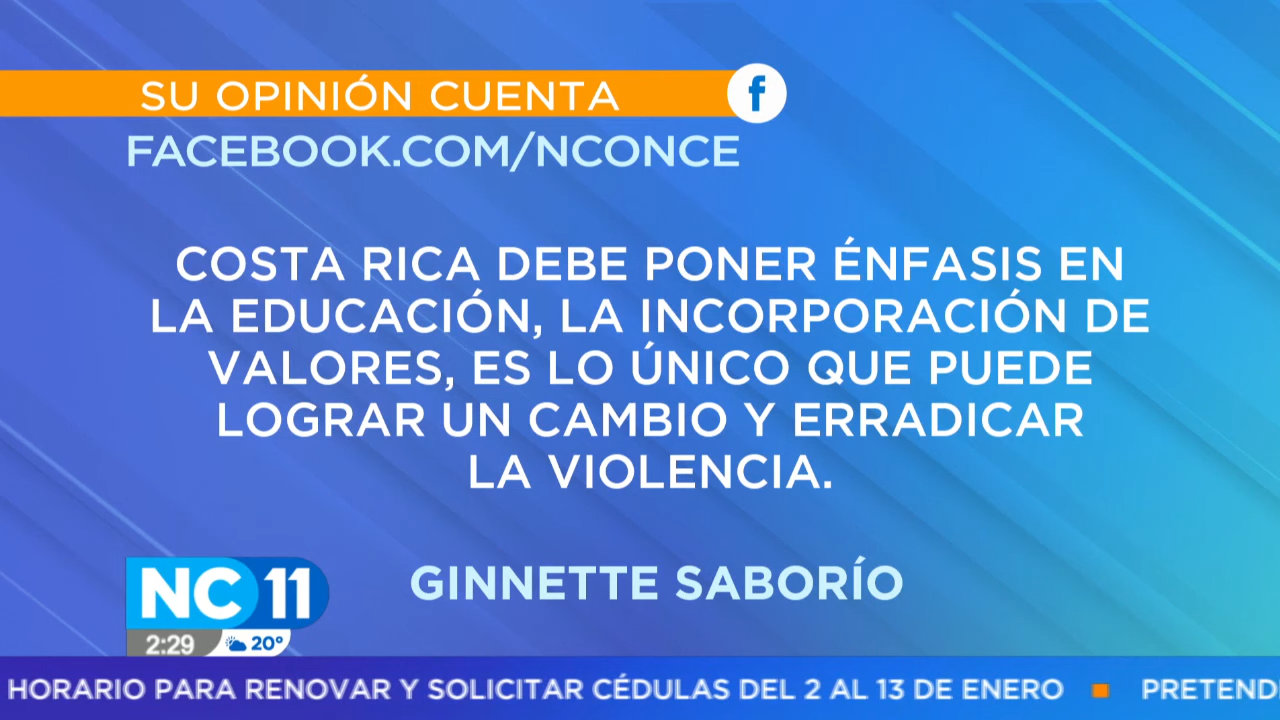 SU OPINIÓN CUENTA
f
FACEBOOK.COM/NCONCE
COSTA RICA DEBE PONER ÉNFASIS EN
LA EDUCACIÓN, LA INCORPORACIÓN DE
VALORES, ES LO ÚNICO QUE PUEDE
LOGRAR UN CAMBIO Y ERRADICAR
LA VIOLENCIA.
GINNETTE SABORÍO
NC 11
2:29 20°
HORARIO PARA RENOVAR Y SOLICITAR CÉDULAS DEL 2 AL 13 DE ENERO